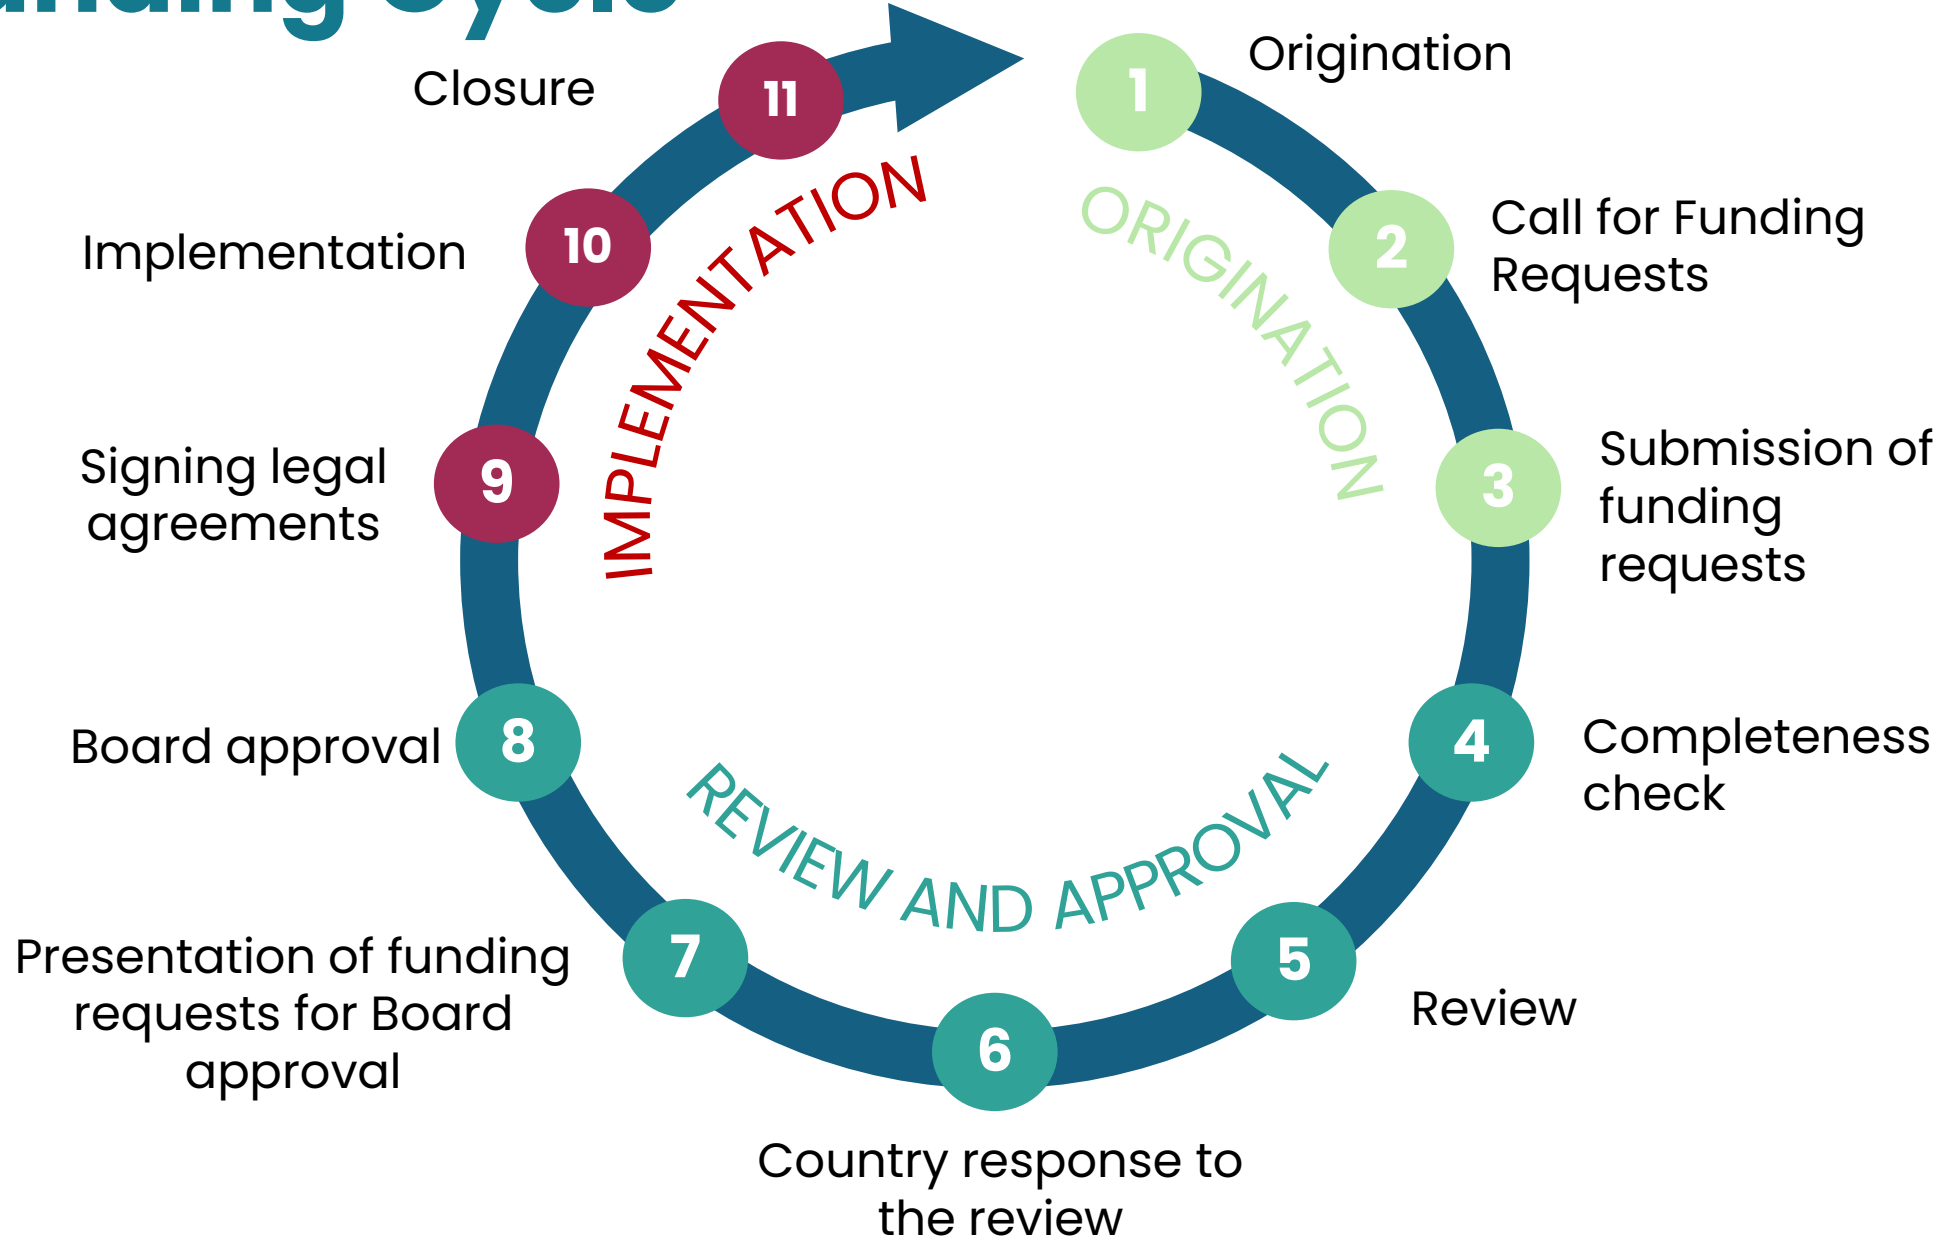 Cycle
1
Origination
2
Call for Funding
Requests
3
Submission of
funding
requests
4
Completeness
check
5
Review
6
Country response to
the review
7
Presentation of funding
requests for Board
approval
8
Board approval
9
Signing legal
agreements
10
Implementation
11
Closure
ORIGINATION
REVIEW AND APPROVAL
IMPLEMENTATION